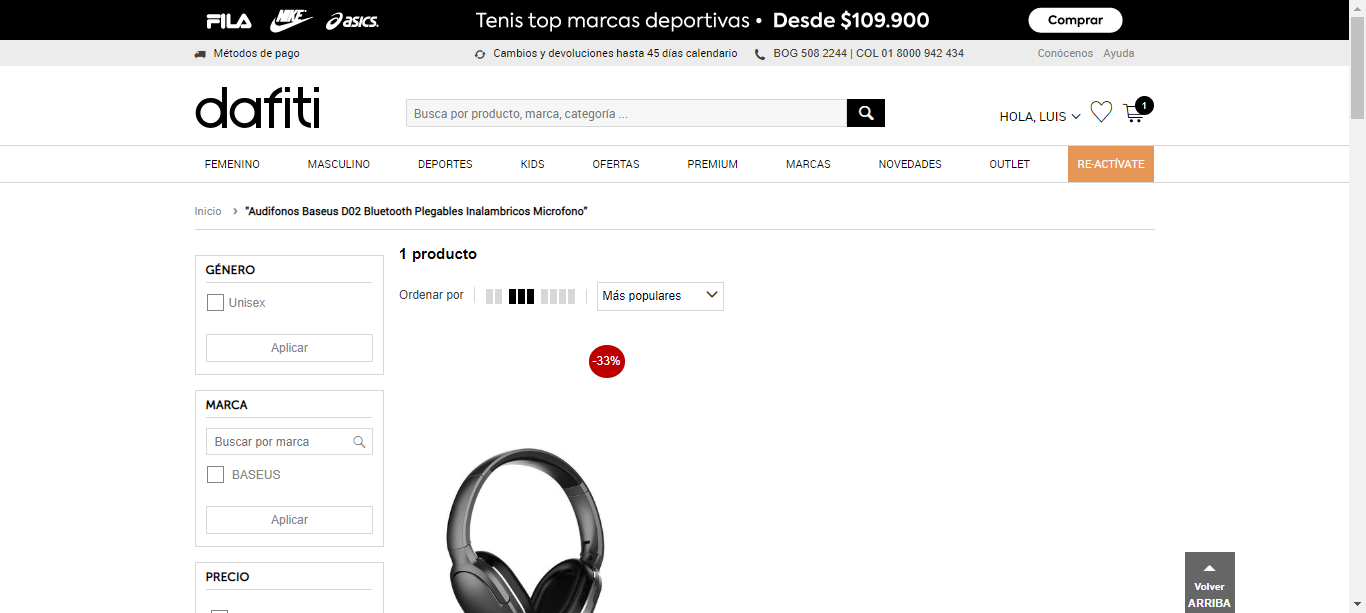 FILA NIKE asics. Tenis top marcas deportivas • Desde $109.900 Comprar
Métodos de pago Cambios y devoluciones hasta 45 días calendario BOG 508 2244 | COL 01 8000 942 434 Conócenos Ayuda
dafiti Busca por producto, marca, categoría ... HOLA, LUIS 1
FEMENINO MASCULINO DEPORTES KIDS OFERTAS PREMIUM MARCAS NOVEDADES OUTLET RE-ACTÍVATE
Inicio › "Audifonos Baseus D02 Bluetooth Plegables Inalambricos Microfono"
1 producto
GÉNERO
Unisex
Aplicar
Ordenar por Más populares
-33%
MARCA
Buscar por marca
BASEUS
Aplicar
PRECIO
Volver
ARRIBA